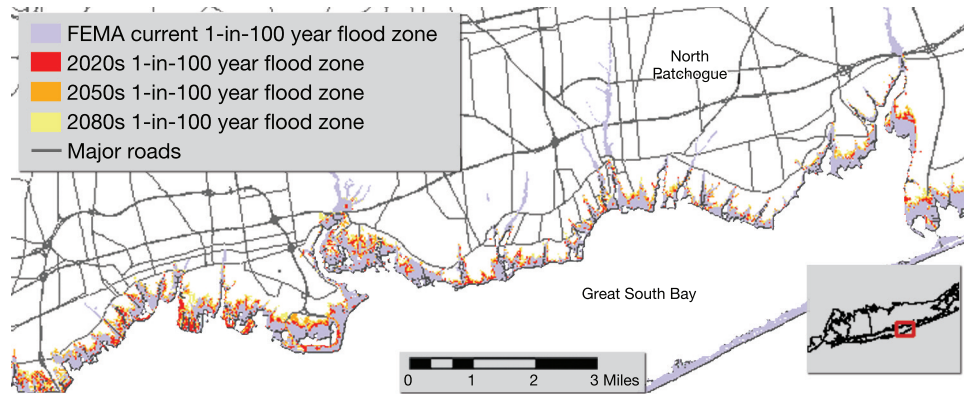 FEMA current 1-in-100 year flood zone
2020s 1-in-100 year flood zone
2050s 1-in-100 year flood zone
2080s 1-in-100 year flood zone
Major roads
North
Patchogue
Great South Bay
0 1 2 3 Miles